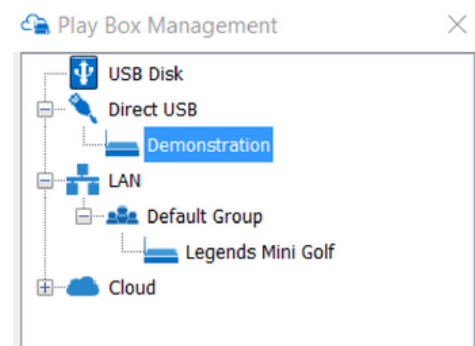 Play Box Management
USB Disk
Direct USB
Demonstration
LAN
Default Group
Legends Mini Golf
Cloud